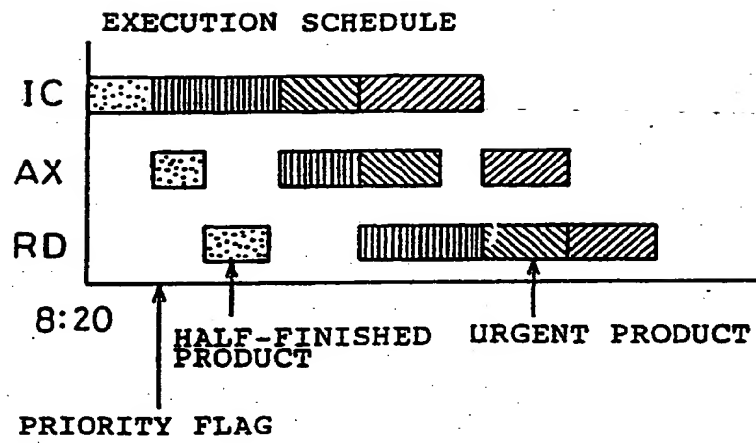 EXECUTION SCHEDULE
IC
AX
RD
8:20
HALF-FINISHED
PRODUCT
URGENT PRODUCT
PRIORITY FLAG